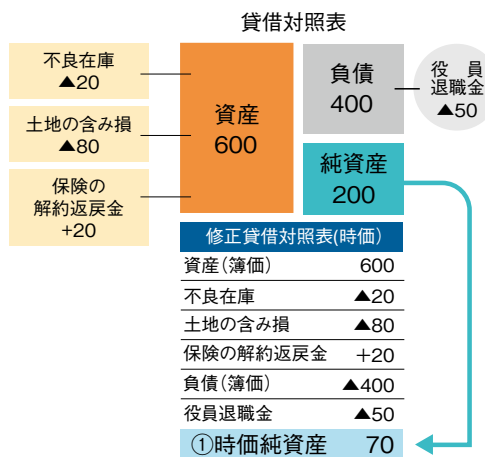 貸借対照表
不良在庫
▲20
土地の含み損
▲80
保険の
解約返戻金
+20
資産
600
負債
400
純資産
200
役員
退職金
▲50
修正貸借対照表(時価)
資産(簿価) 600
不良在庫 ▲20
土地の含み損 ▲80
保険の解約返戻金 +20
負債(簿価) ▲400
役員退職金 ▲50
①時価純資産 70